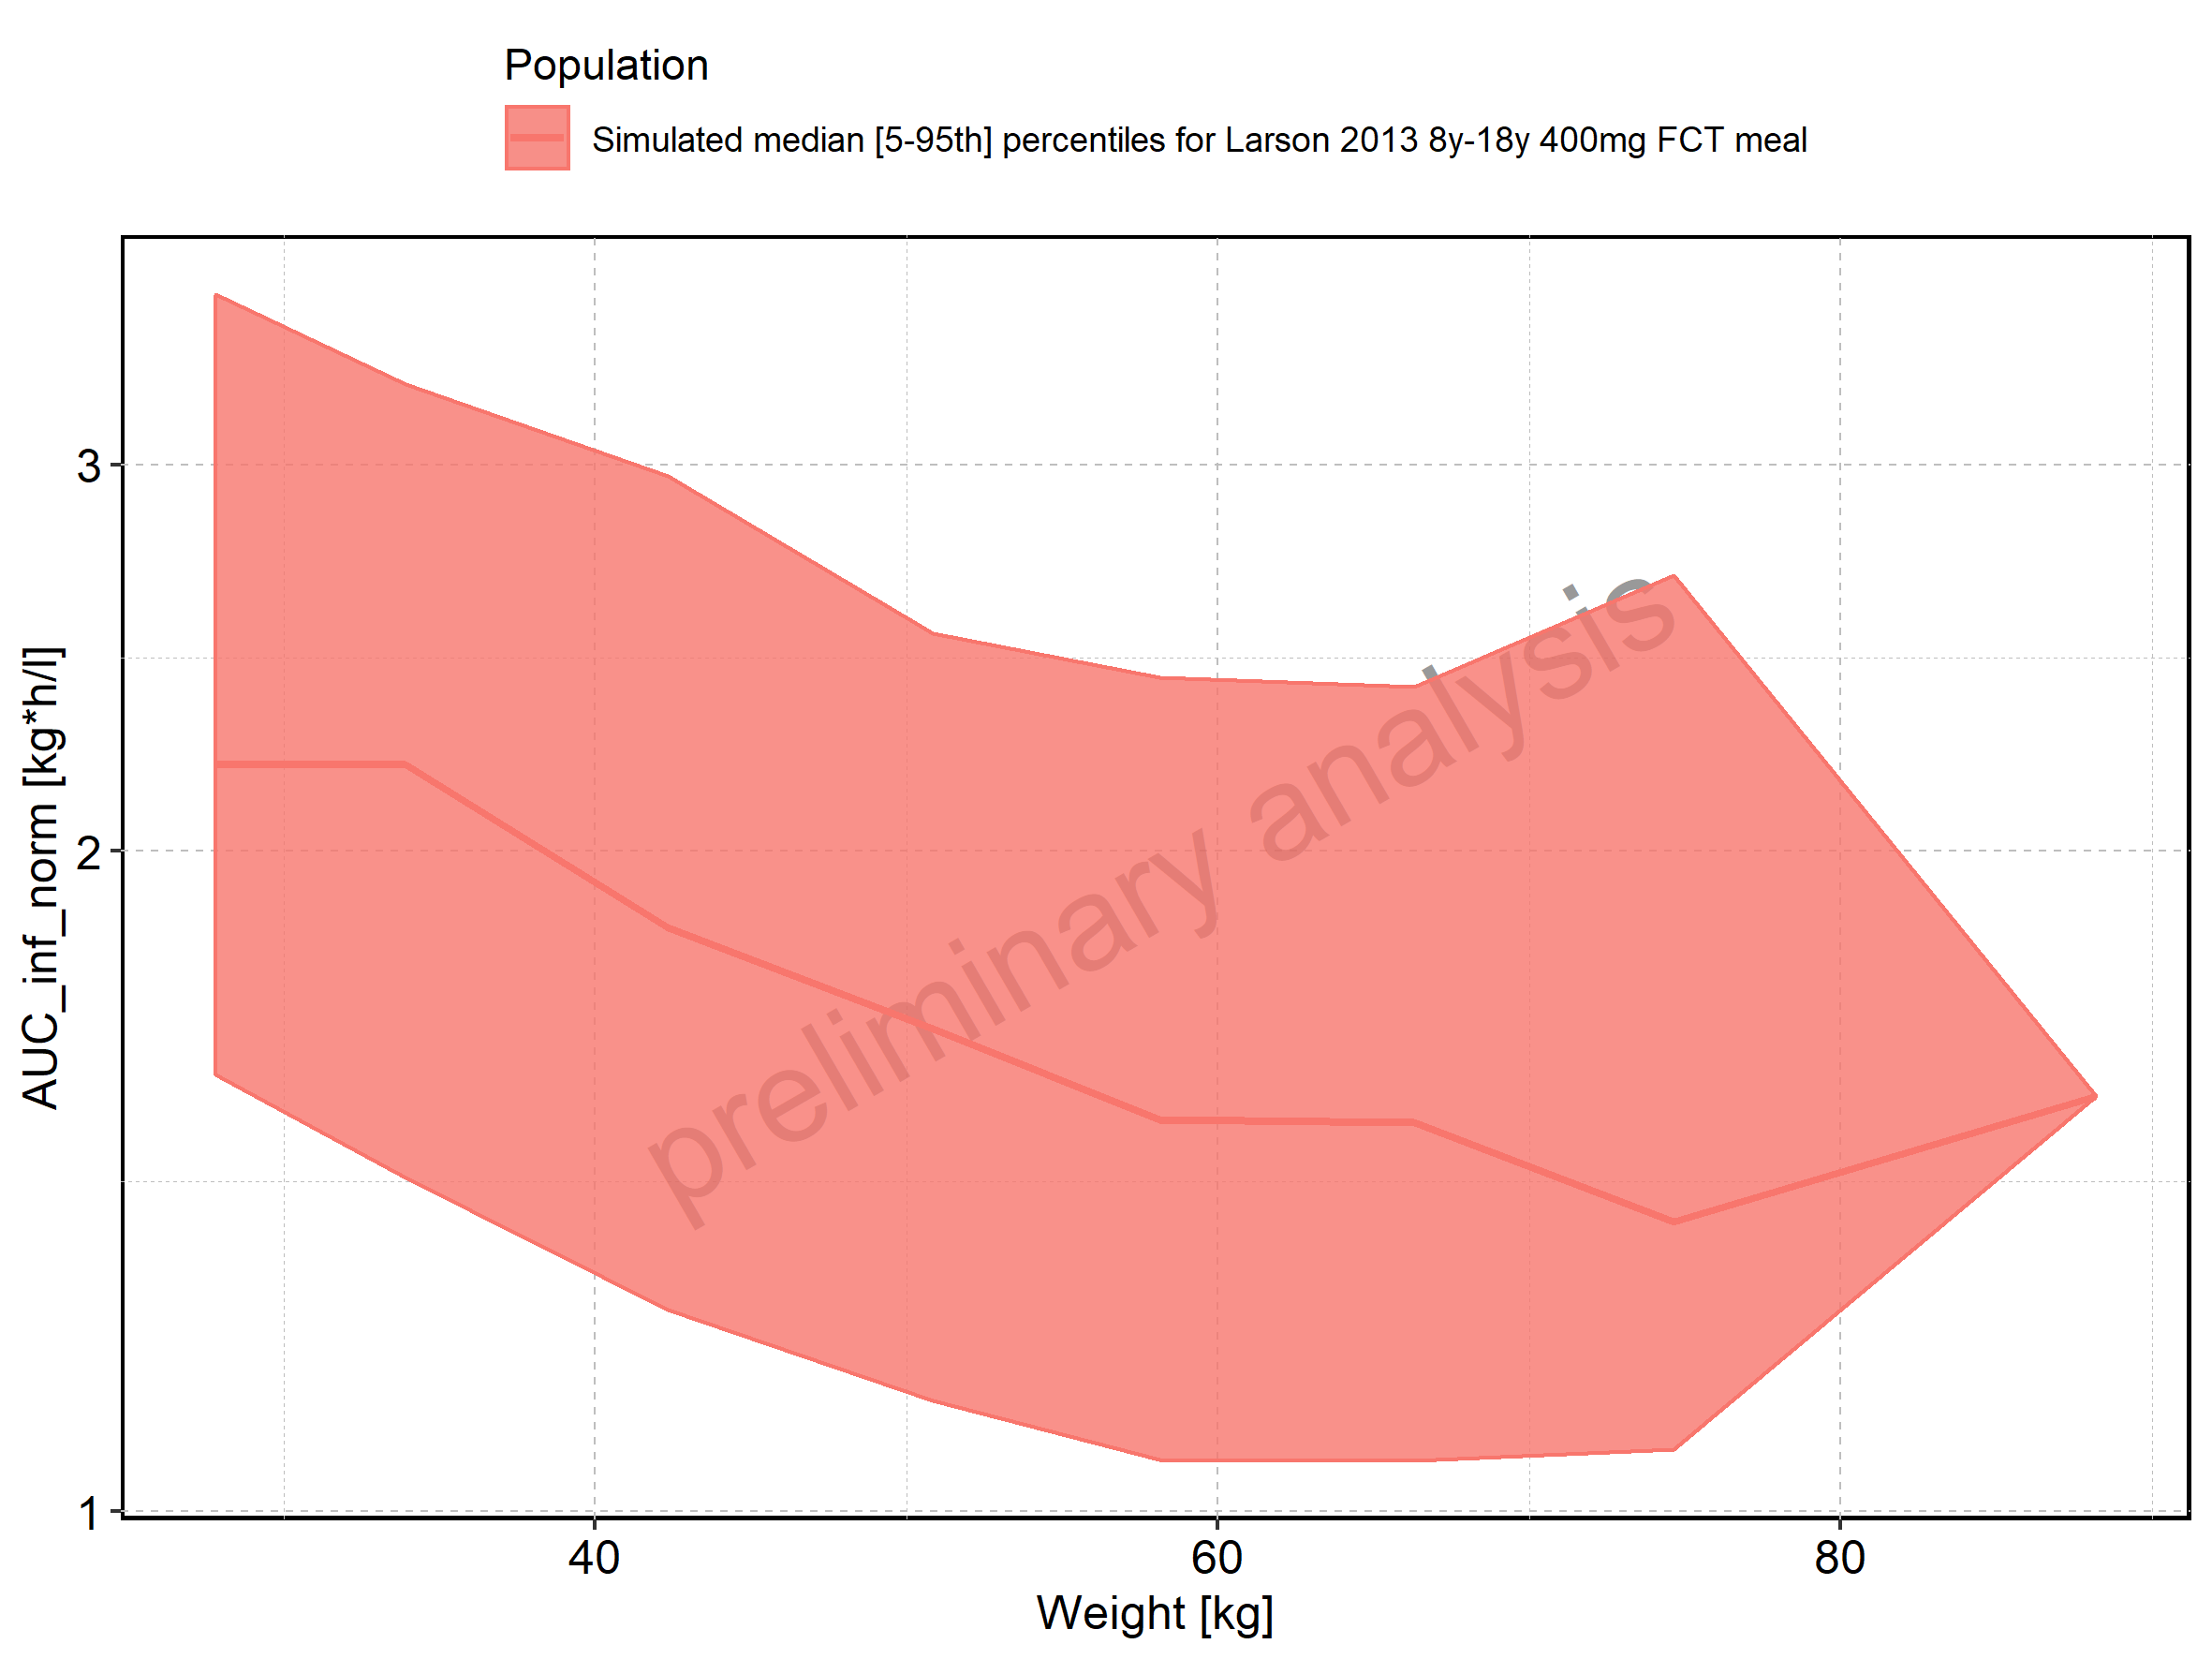 Population
Simulated median [5-95th] percentiles for Larson 2013 8y-18y 400mg FCT meal
AUC_inf_norm [kg*h/l]
3
2
1
preliminary analysis
40 60 80
Weight [kg]